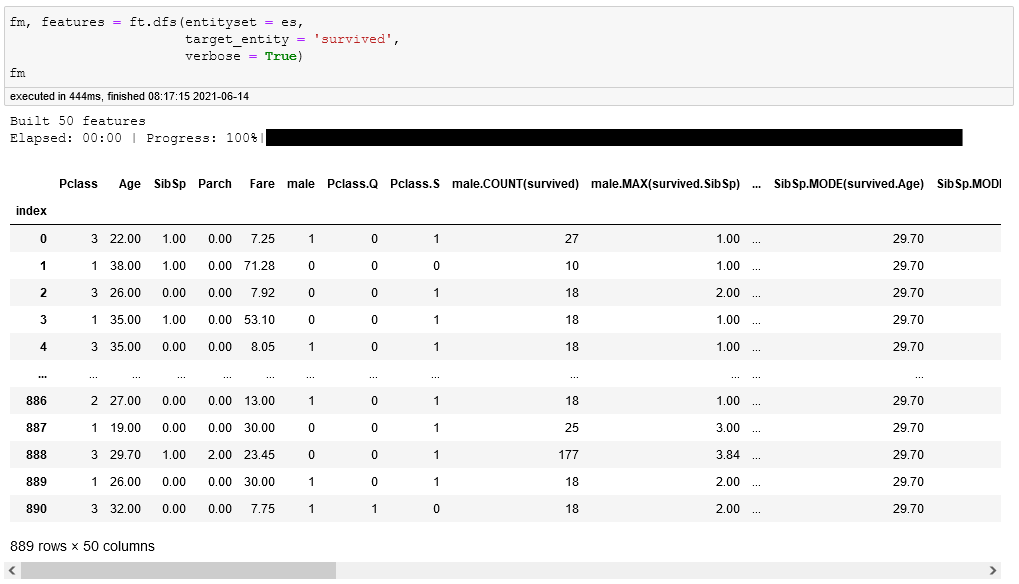 fm, features = ft.dfs(entityset = es,
target_entity = 'survived',
verbose = True)
fm
executed in 444ms, finished 08:17:15 2021-06-14
Built 50 features
Elapsed: 00:00 | Progress: 100%|
Pclass Age SibSp Parch Fare male Pclass.Q Pclass.S male.COUNT(survived) male.MAX(survived.SibSp) ... SibSp.MODE(survived.Age) SibSp.MODI
index
0 3 22.00 1.00 0.00 7.25 1 0 1 27 1.00 ... 29.70
1 1 38.00 1.00 0.00 71.28 0 0 0 10 1.00 ... 29.70
2 3 26.00 0.00 0.00 7.92 0 0 1 18 2.00 ... 29.70
3 1 35.00 1.00 0.00 53.10 0 0 1 18 1.00 ... 29.70
4 3 35.00 0.00 0.00 8.05 1 0 1 18 1.00 ... 29.70
... ... ... ... ... ... ... ... ... ... ... ... ...
886 2 27.00 0.00 0.00 13.00 1 0 1 18 1.00 ... 29.70
887 1 19.00 0.00 0.00 30.00 0 0 1 25 3.00 ... 29.70
888 3 29.70 1.00 2.00 23.45 0 0 1 177 3.84 ... 29.70
889 1 26.00 0.00 0.00 30.00 1 0 1 18 2.00 ... 29.70
890 3 32.00 0.00 0.00 7.75 1 1 0 18 2.00 ... 29.70
889 rows × 50 columns